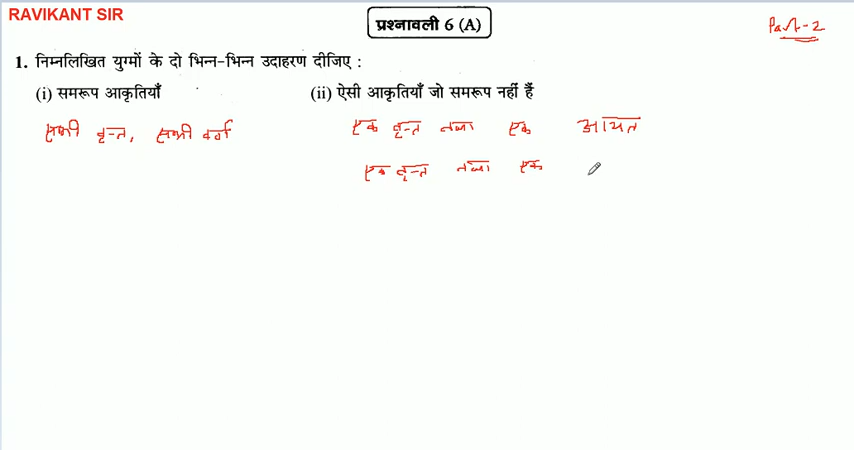 RAVIKANT SIR
प्रश्नावली 6 (A)
Part-2
1. निम्नलिखित युग्मों के दो भिन्न-भिन्न उदाहरण दीजिए :
(i) समरूप आकृतियाँ (ii) ऐसी आकृतियाँ जो समरूप नहीं हैं
सभी वृत्त, सभी वर्ग एक वृत्त तथा एक आयत
एक वृत्त तथा एक